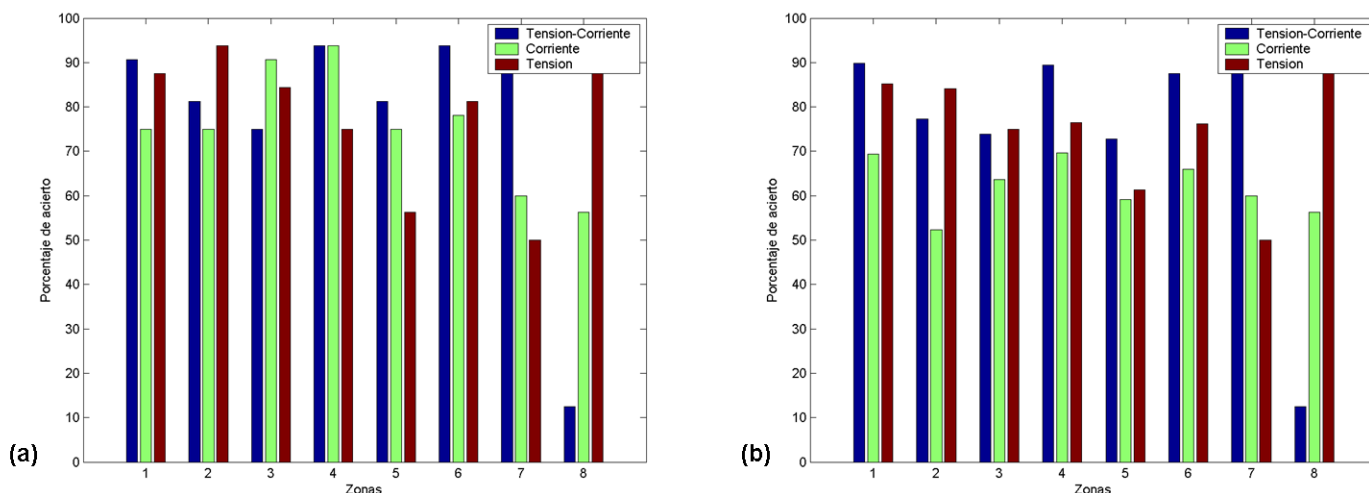 100
90
80
70
60
50
40
30
20
10
0
Porcentaje de acierto
Tension-Corriente
Corriente
Tension
1 2 3 4 5 6 7 8
Zonas
(a)
100
90
80
70
60
50
40
30
20
10
0
Porcentaje de acierto
Tension-Corriente
Corriente
Tension
1 2 3 4 5 6 7 8
Zonas
(b)